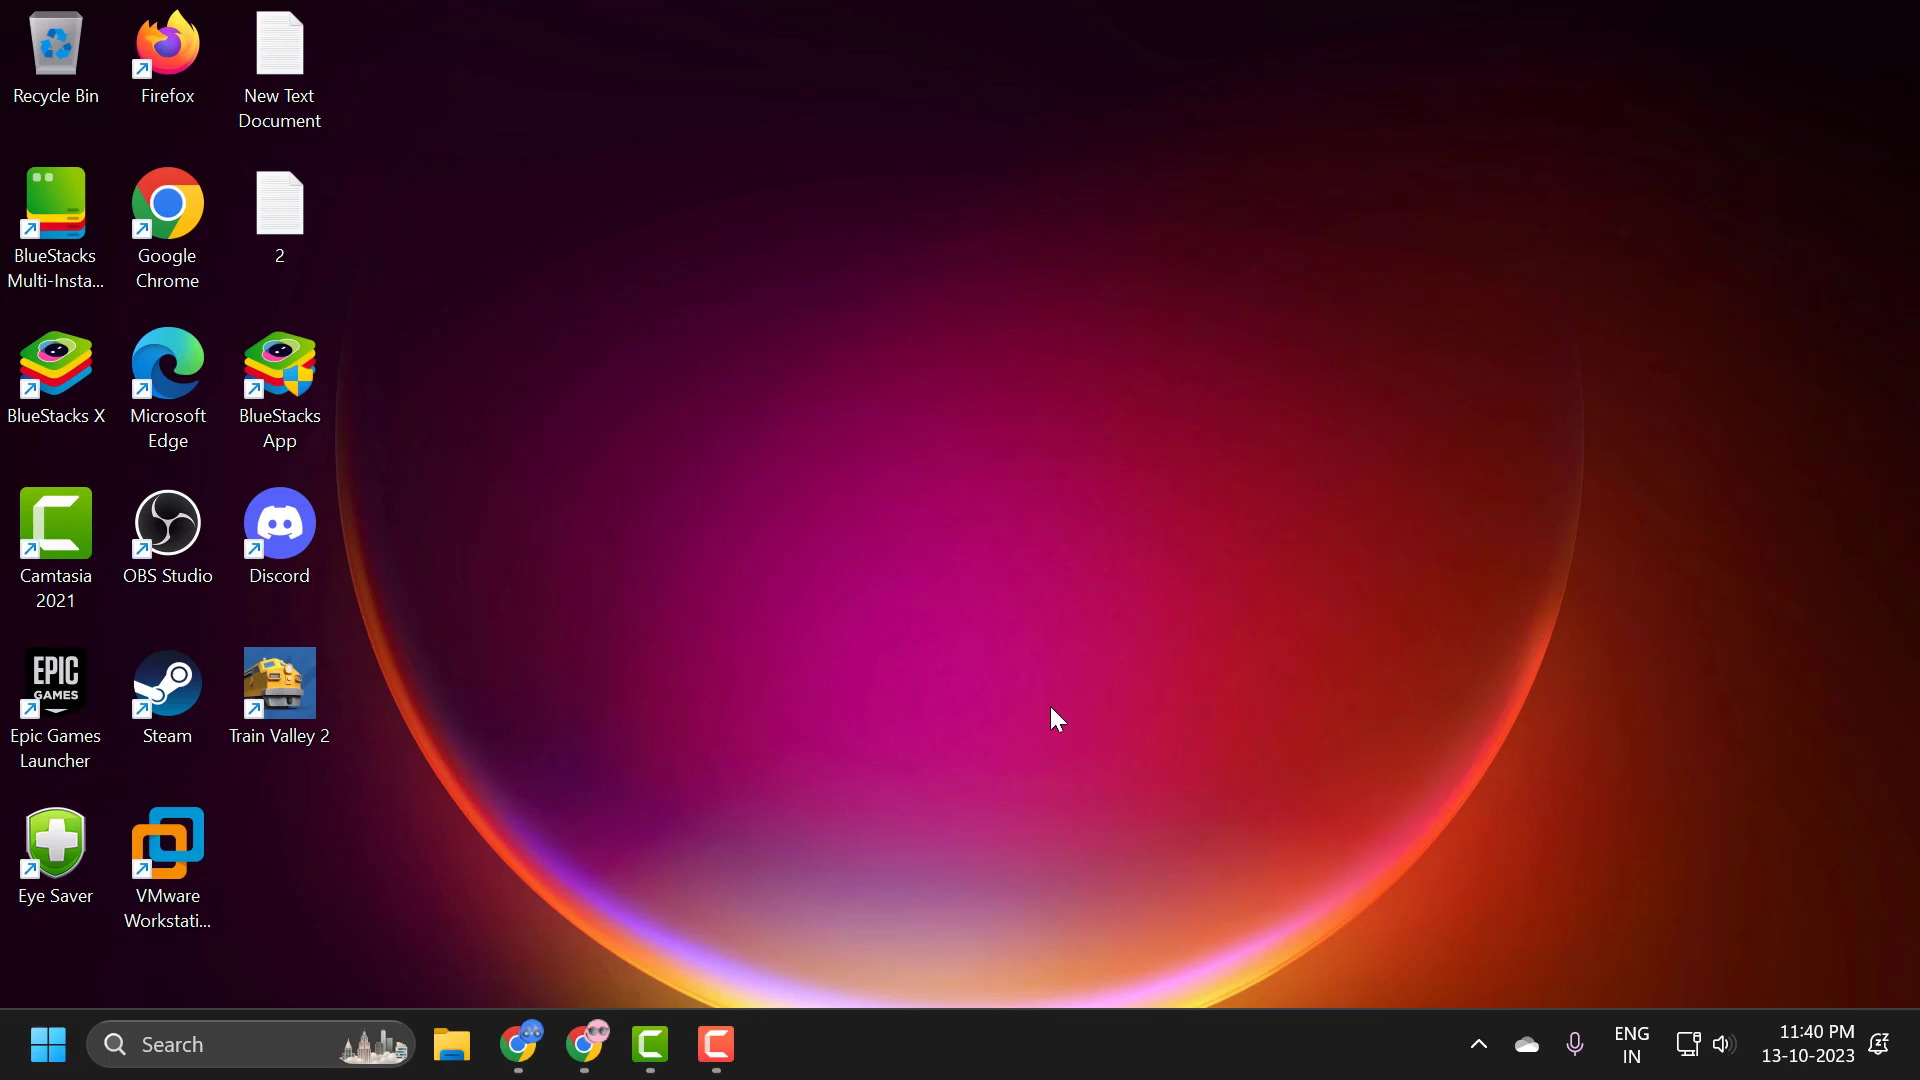 Recycle Bin
Firefox
New Text
Document
BlueStacks
Multi-Insta...
Google
Chrome
2
BlueStacks X
Microsoft
Edge
BlueStacks
App
Camtasia
2021
OBS Studio
Discord
EPIC
GAMES
Epic Games
Launcher
Steam
Train Valley 2
Eye Saver
VMware
Workstati...
Search
ENG
IN
11:40 PM
13-10-2023